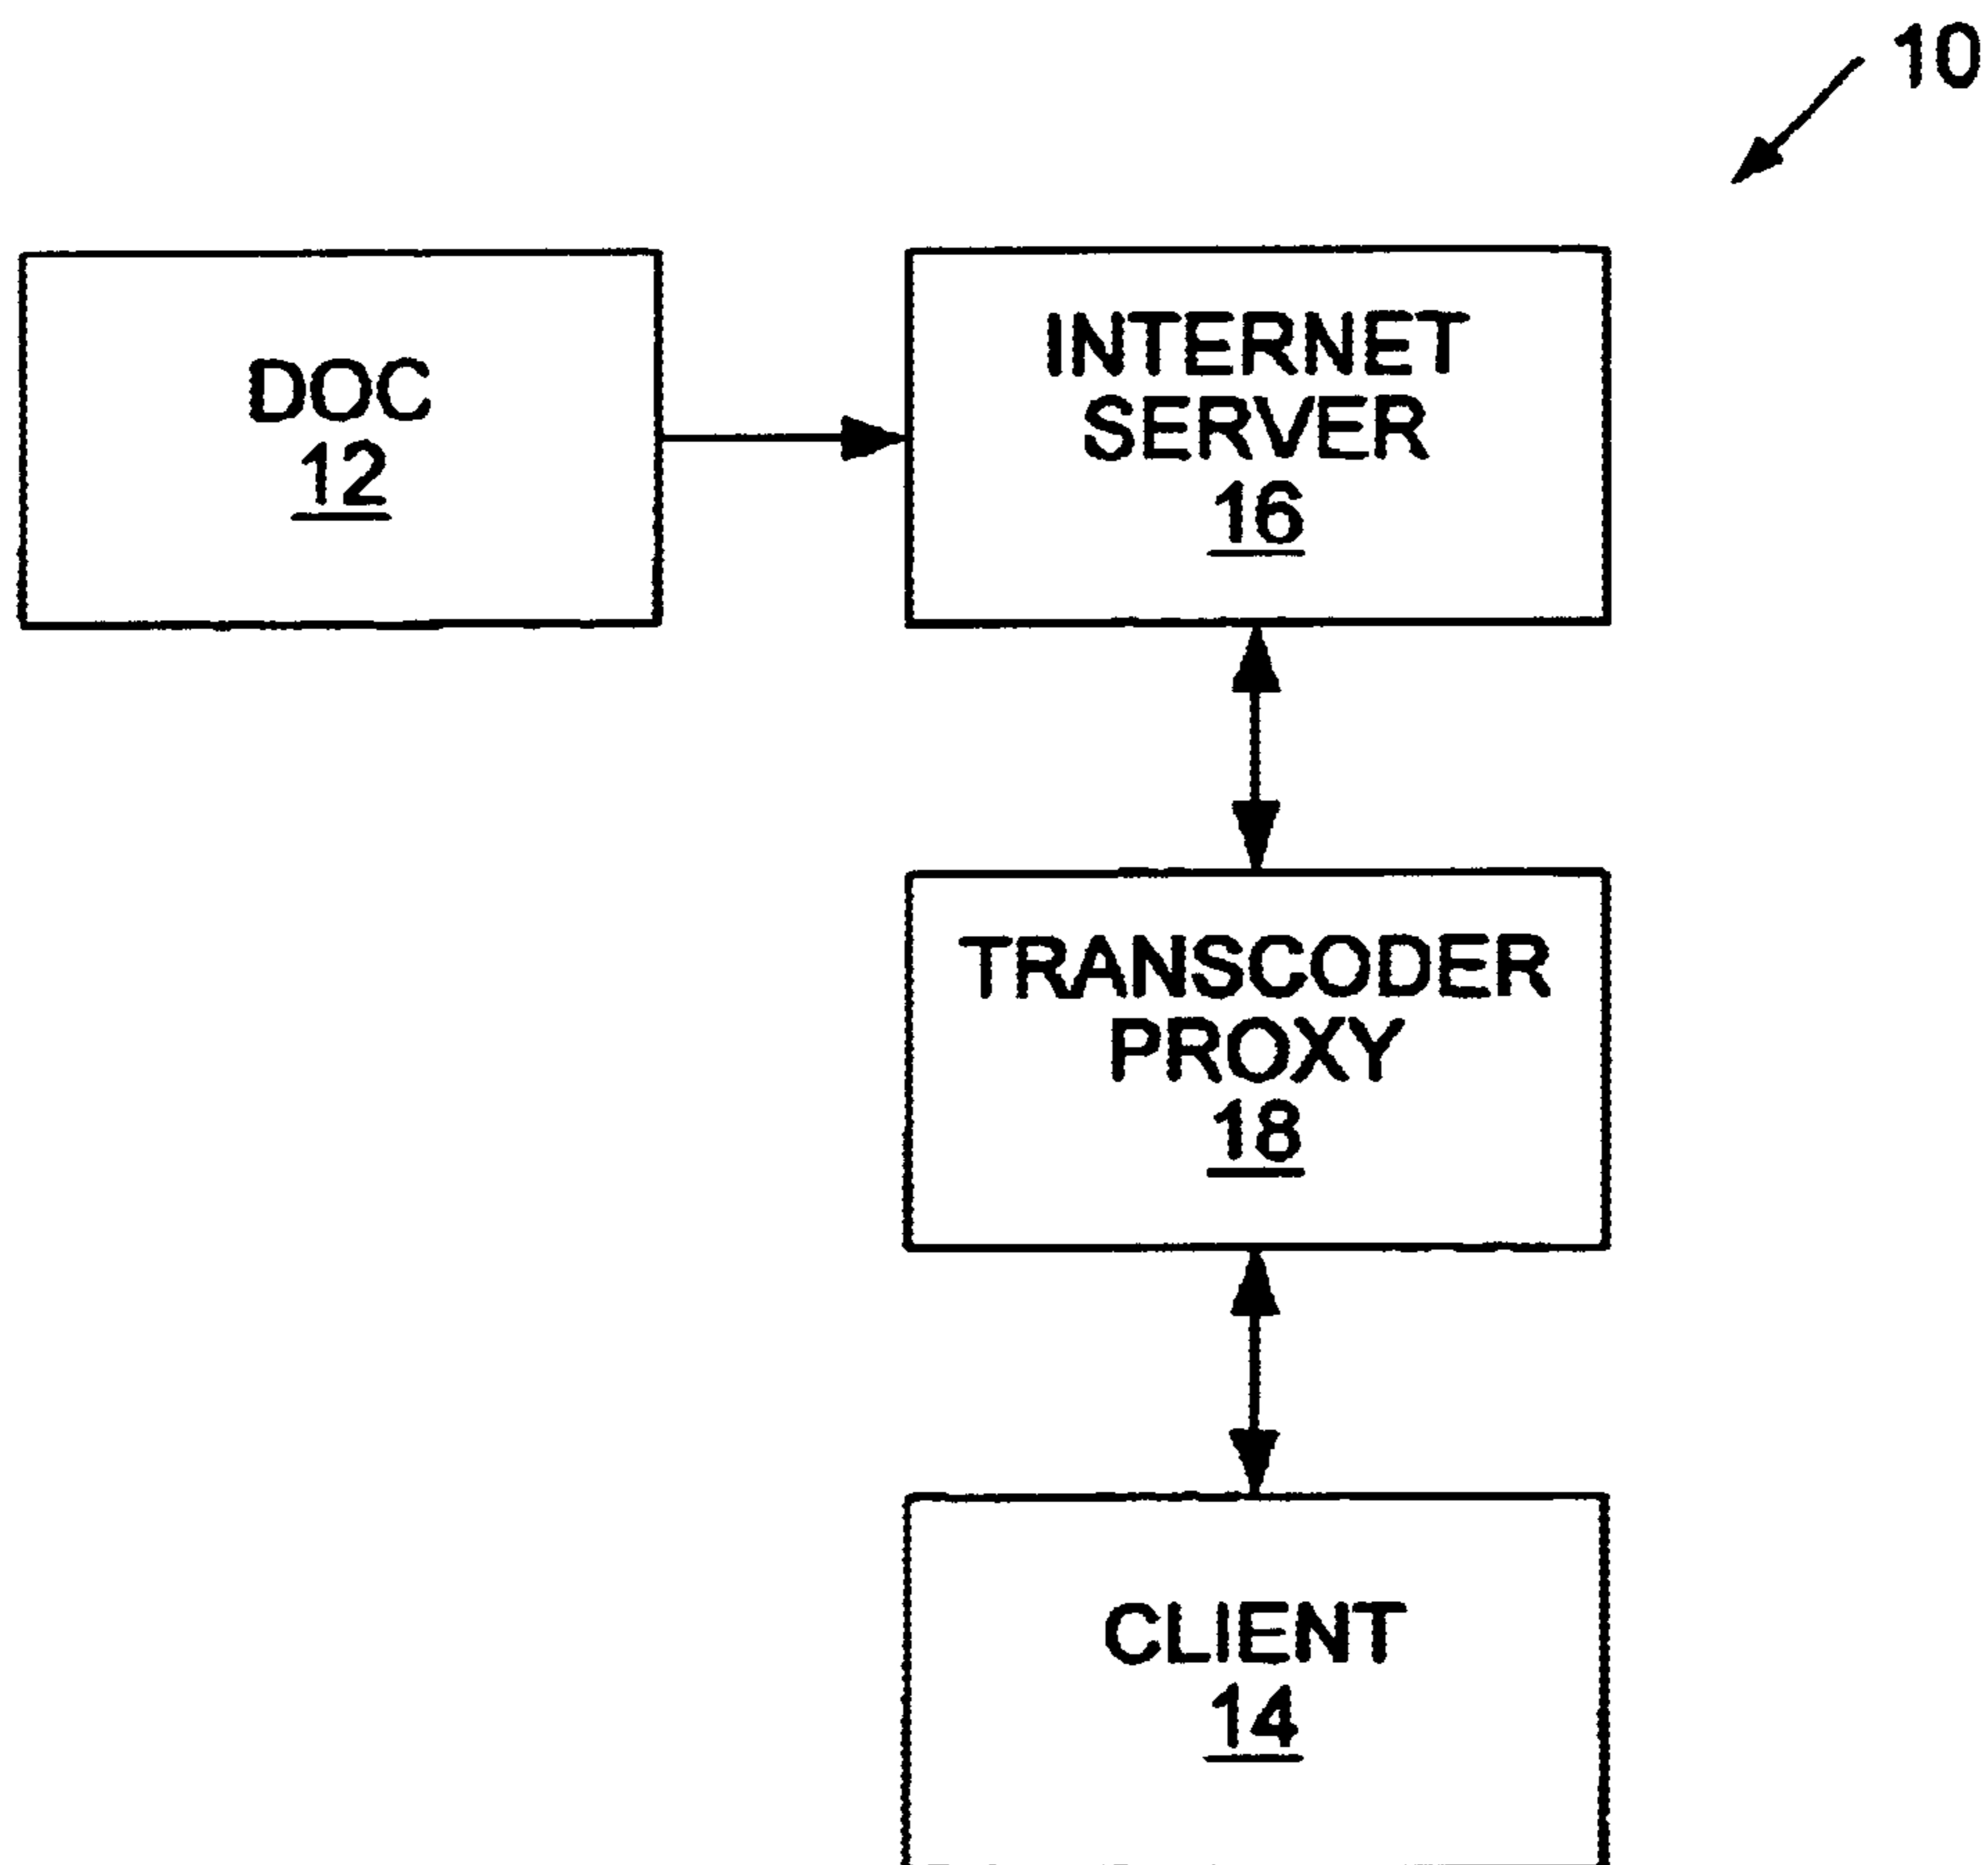 10
DOC
12
INTERNET
SERVER
16
TRANSCODER
PROXY
18
CLIENT
14